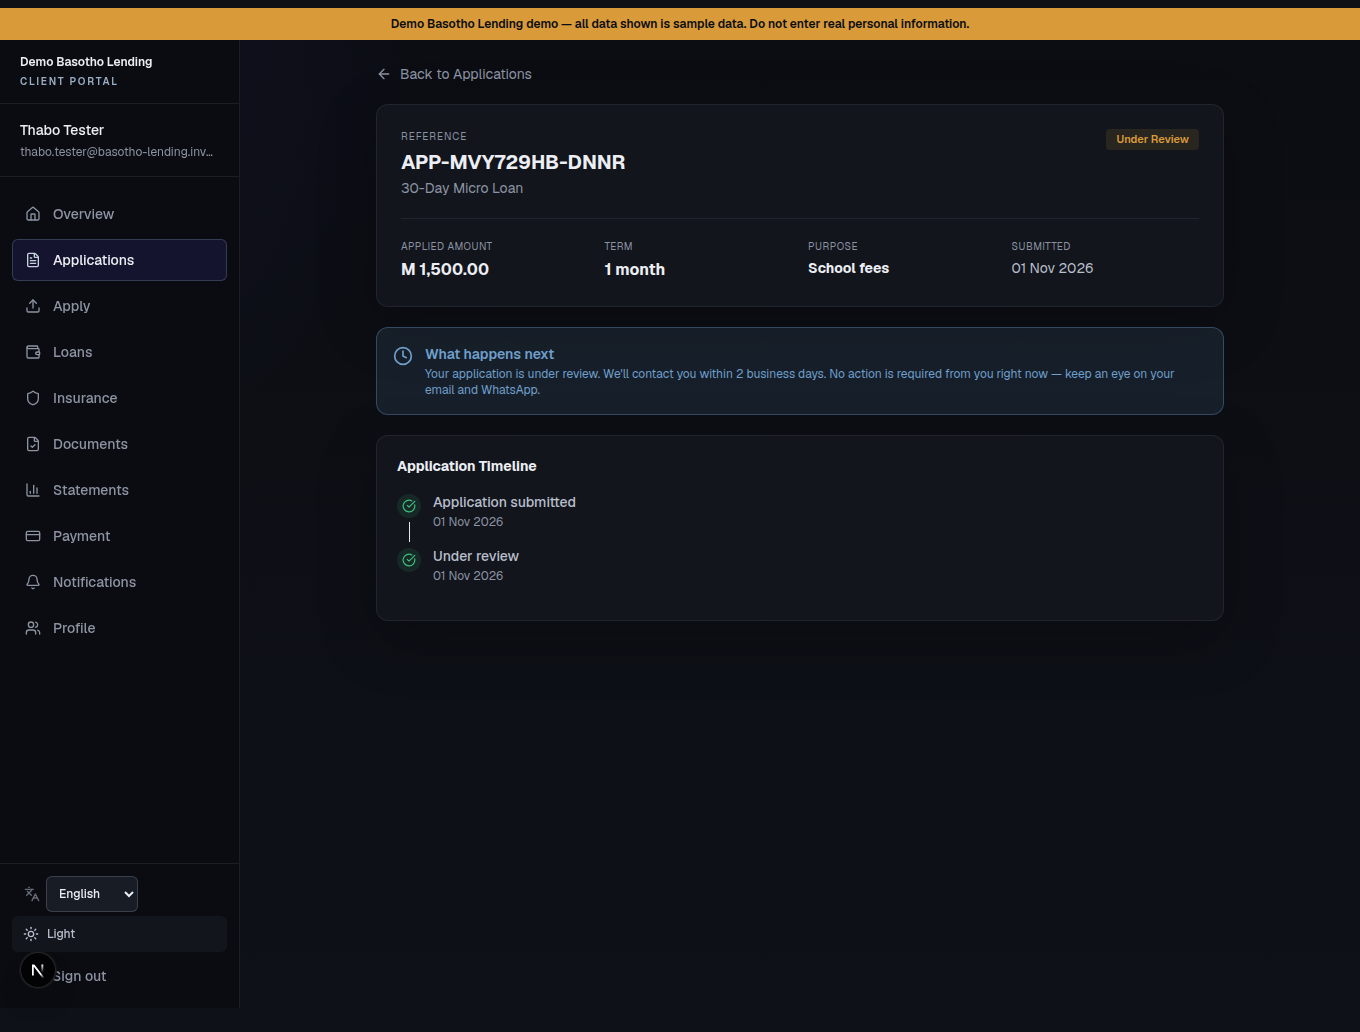 Demo Basotho Lending demo — all data shown is sample data. Do not enter real personal information.
Demo Basotho Lending
CLIENT PORTAL
Thabo Tester
thabo.tester@basotho-lending.inv...
Overview
Applications
Apply
Loans
Insurance
Documents
Statements
Payment
Notifications
Profile
English
Light
Sign out
Back to Applications
REFERENCE
Under Review
APP-MVY729HB-DNNR
30-Day Micro Loan
APPLIED AMOUNT
M 1,500.00
TERM
1 month
PURPOSE
School fees
SUBMITTED
01 Nov 2026
What happens next
Your application is under review. We'll contact you within 2 business days. No action is required from you right now — keep an eye on your
email and WhatsApp.
Application Timeline
Application submitted
01 Nov 2026
Under review
01 Nov 2026